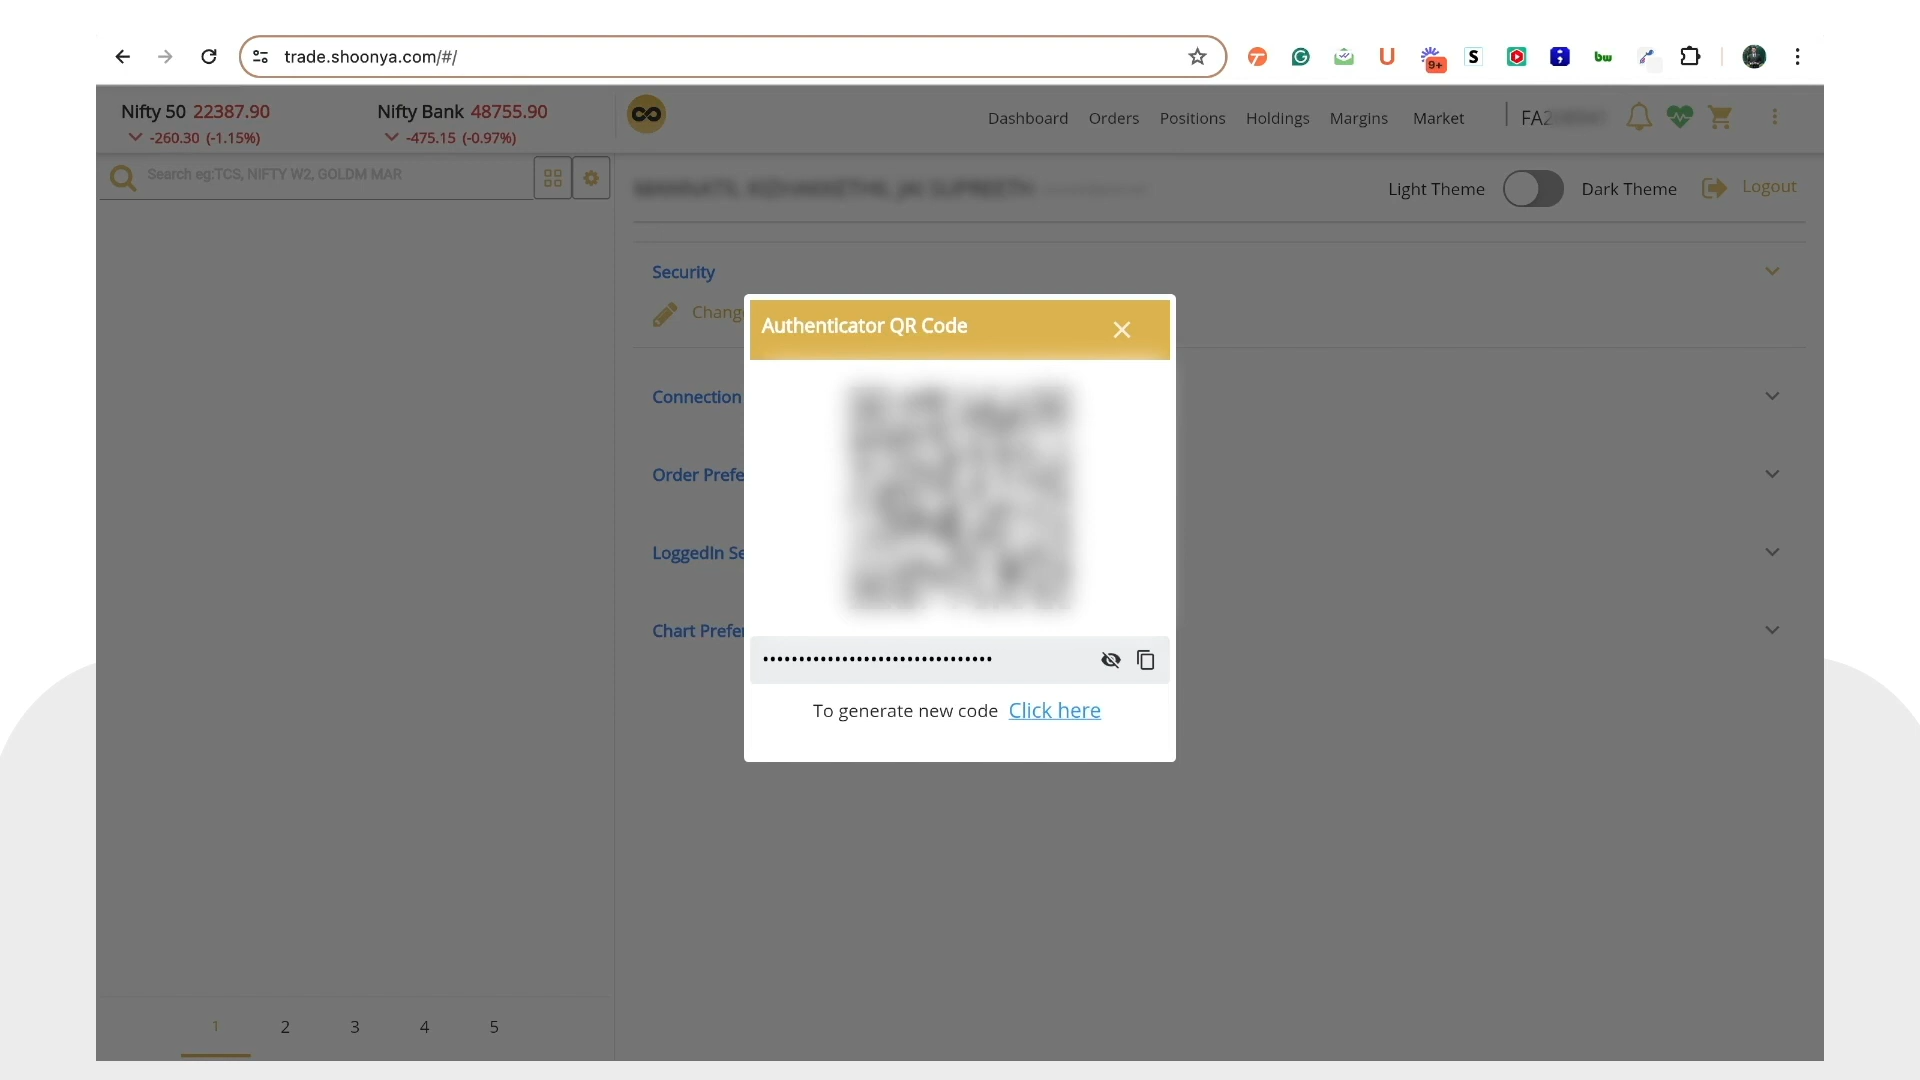 trade.shoonya.com/#/
9+
S
bw
Nifty 50 22387.90
-260.30 (-1.15%)
Nifty Bank 48755.90
-475.15 (-0.97%)
Dashboard Orders Positions Holdings Margins Market
Search eg:TCS, NIFTY W2, GOLDM MAR
Light Theme Dark Theme Logout
Security
Chang
Authenticator QR Code
Connection
Order Prefe
LoggedIn Se
Chart Prefer
To generate new code Click here
1 2 3 4 5